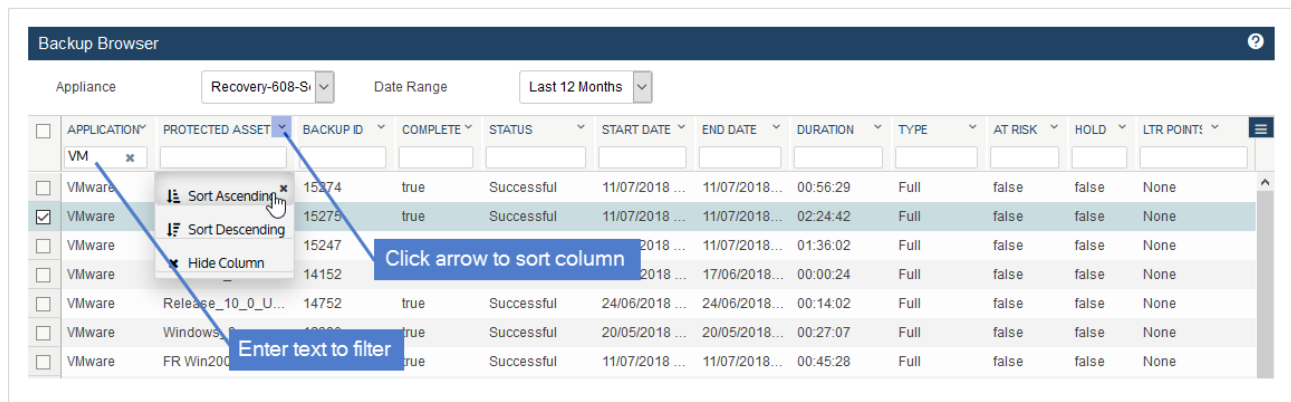 Backup Browser ?
Appliance Recovery-608-S Date Range Last 12 Months
APPLICATION PROTECTED ASSET BACKUP ID COMPLETE STATUS START DATE END DATE DURATION TYPE AT RISK HOLD LTR POINTS
VM
VMware Sort Ascending 15274 true Successful 11/07/2018 ... 11/07/2018... 00:56:29 Full false false None
VMware 15275 true Successful 11/07/2018 ... 11/07/2018... 02:24:42 Full false false None
Sort Descending
VMware 15247 2018 ... 11/07/2018... 01:36:02 Full false false None
Click arrow to sort column
Hide Column
VMware 14152 2018 ... 17/06/2018... 00:00:24 Full false false None
VMware Release_10_0_U... 14752 true Successful 24/06/2018 ... 24/06/2018... 00:14:02 Full false false None
VMware Windows true Successful 20/05/2018 ... 20/05/2018... 00:27:07 Full false false None
Enter text to filter
VMware FR Win200 true Successful 11/07/2018 ... 11/07/2018... 00:45:28 Full false false None